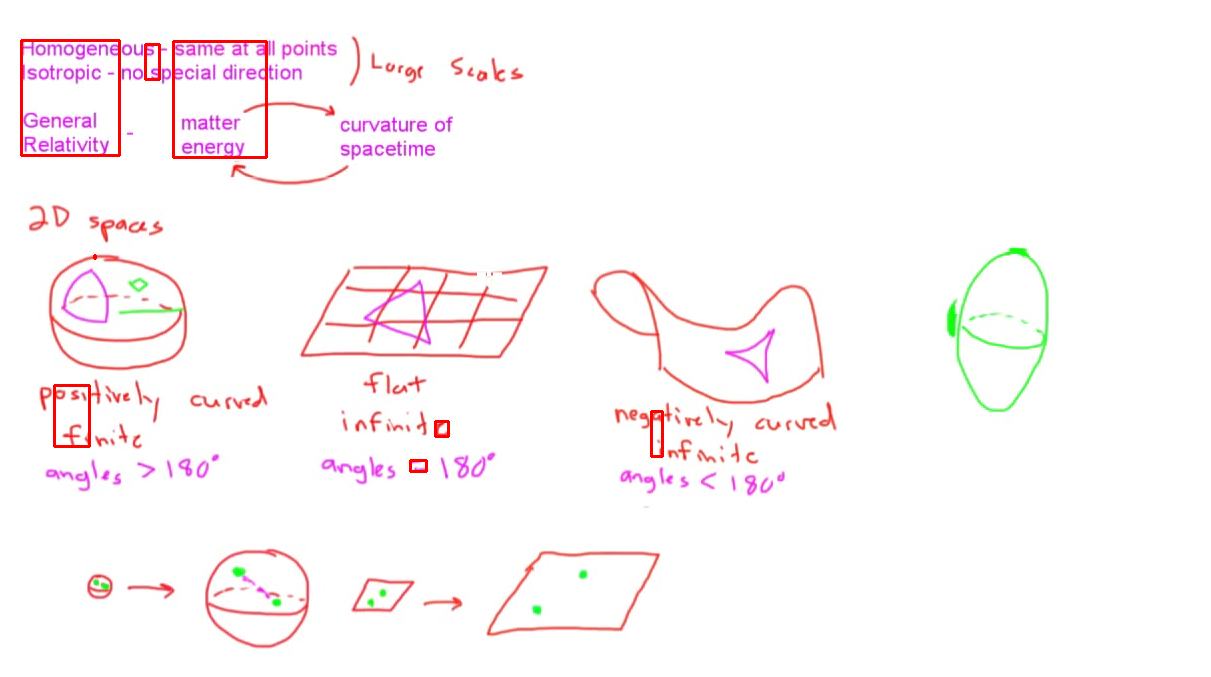 Homogeneous - same at all points
Isotropic - no special direction
) Large Scales
General Relativity - matter energy curvature of spacetime
2D spaces
positively curved
finite
angles > 180°
flat
infinite
angles = 180°
negatively curved
infinite
angles < 180°